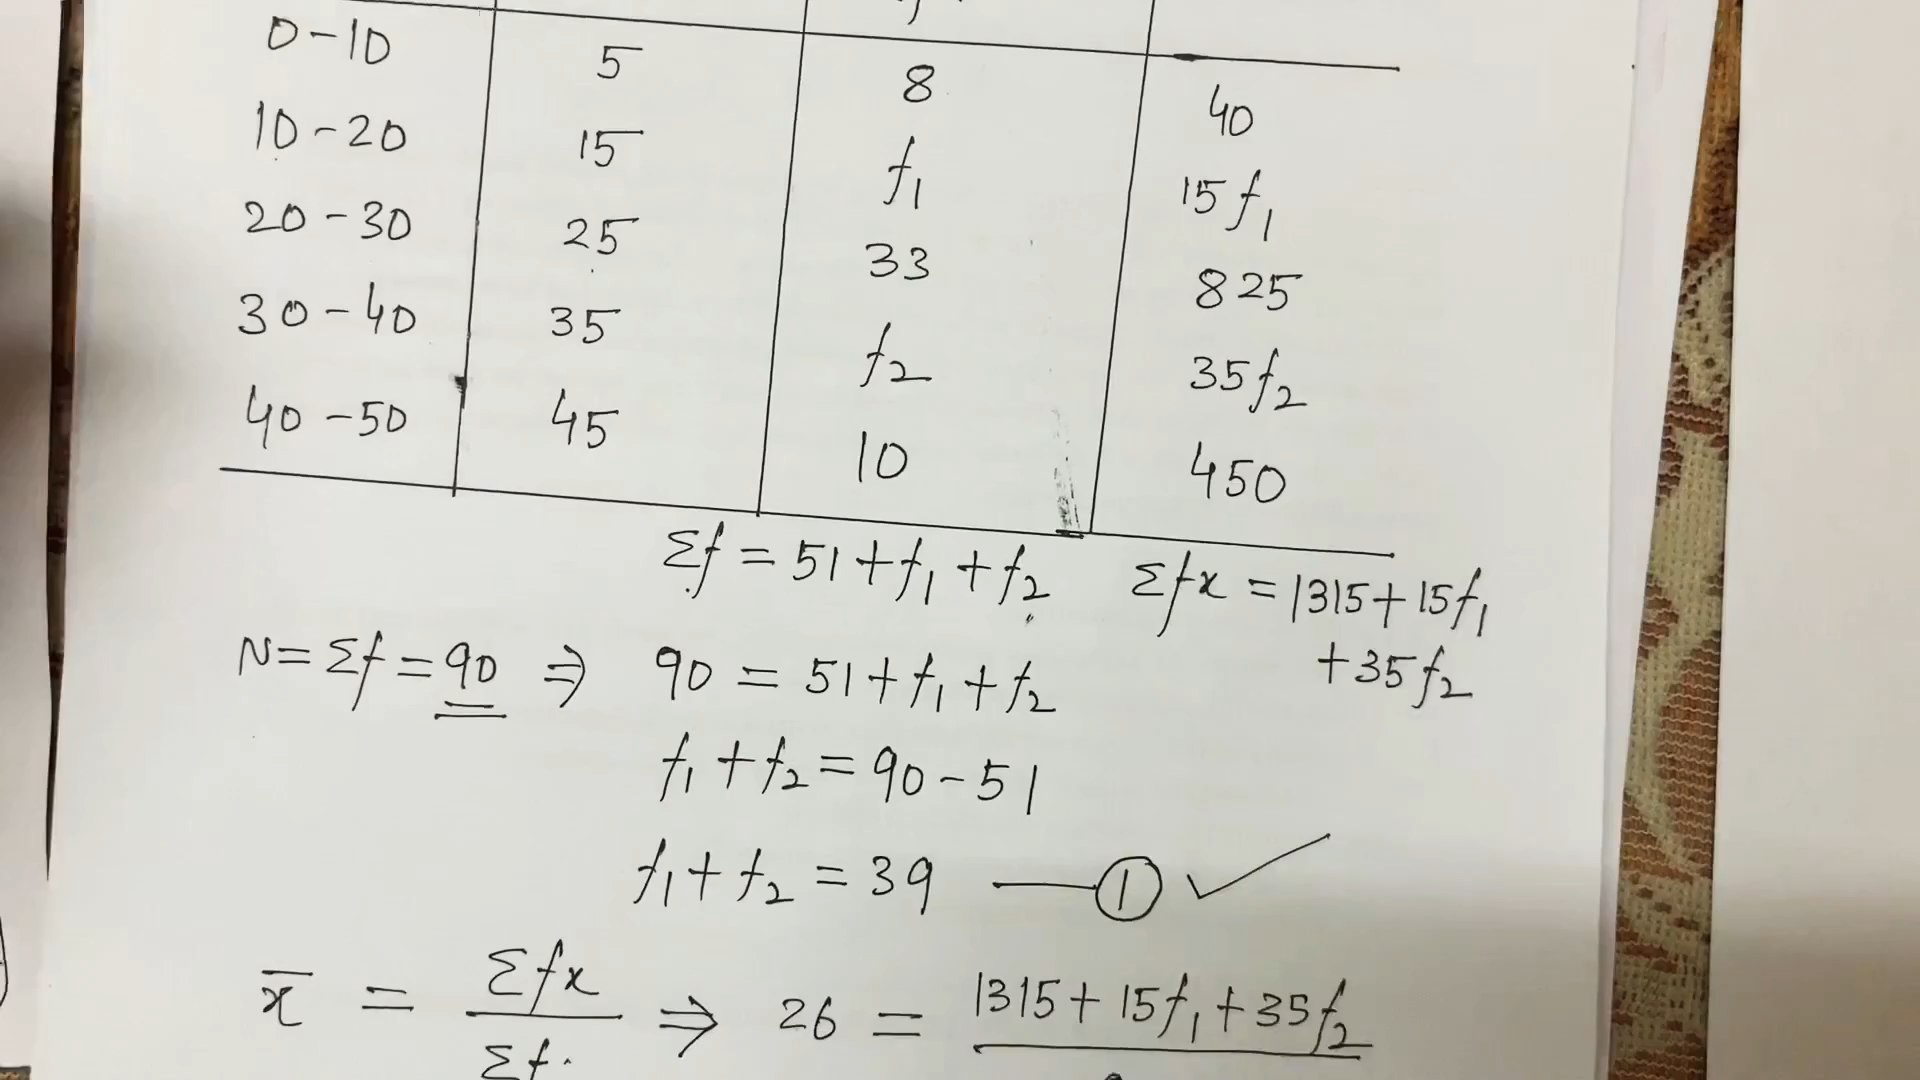 0-10 5 8 40
10-20 15 f₁ 15f₁
20-30 25 33 825
30-40 35 f₂ 35f₂
40-50 45 10 450
Σf = 51+f₁+f₂ Σfx = 1315+15f₁
+35f₂
N=Σf=90 ⇒ 90 = 51+f₁+f₂
f₁+f₂=90-51
f₁+f₂=39 —①✓
x̄ = Σfx/Σf ⇒ 26 = 1315+15f₁+35f₂